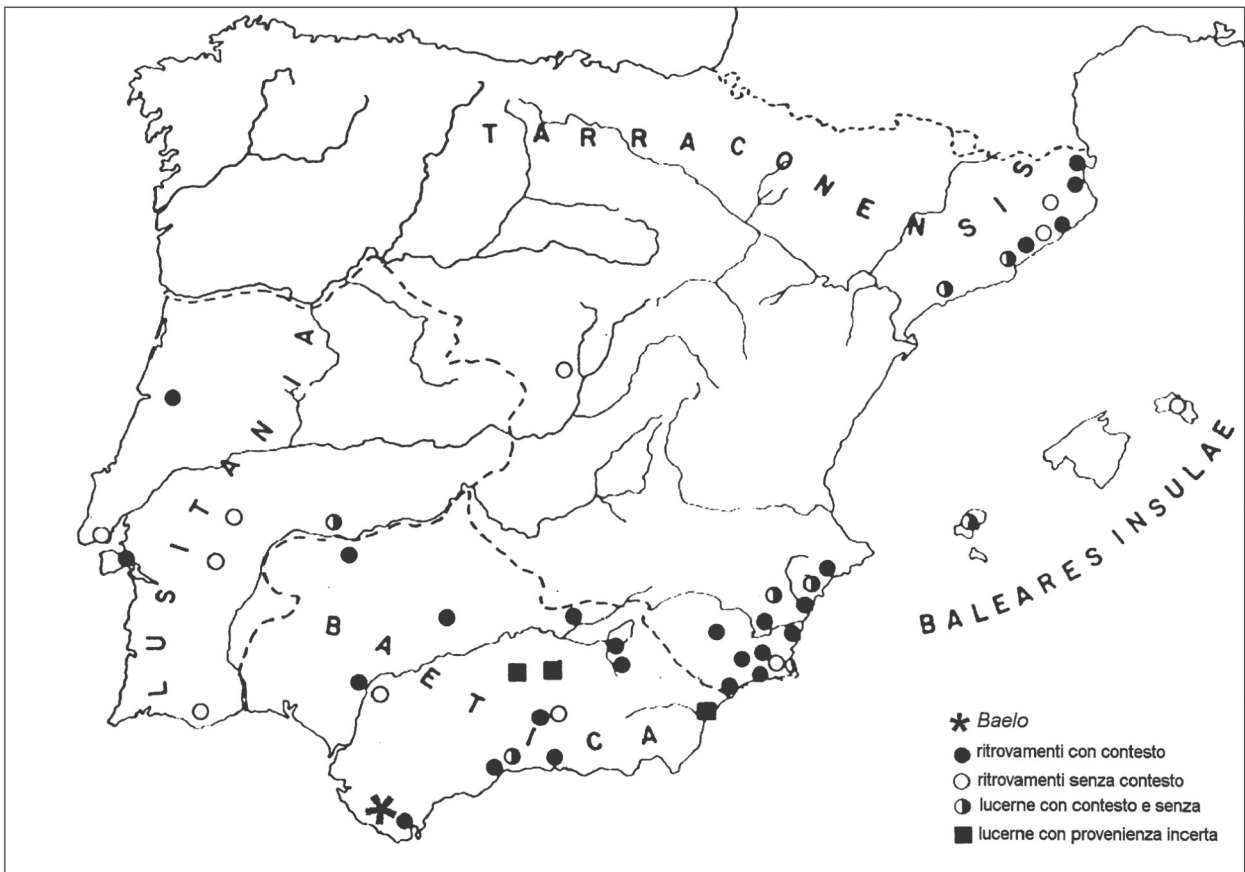 TARRACONENSIS
LUSITANIA
BAETICA
BALEARES INSULAE
Baelo
ritrovamenti con contesto
ritrovamenti senza contesto
lucerne con contesto e senza
lucerne con provenienza incerta